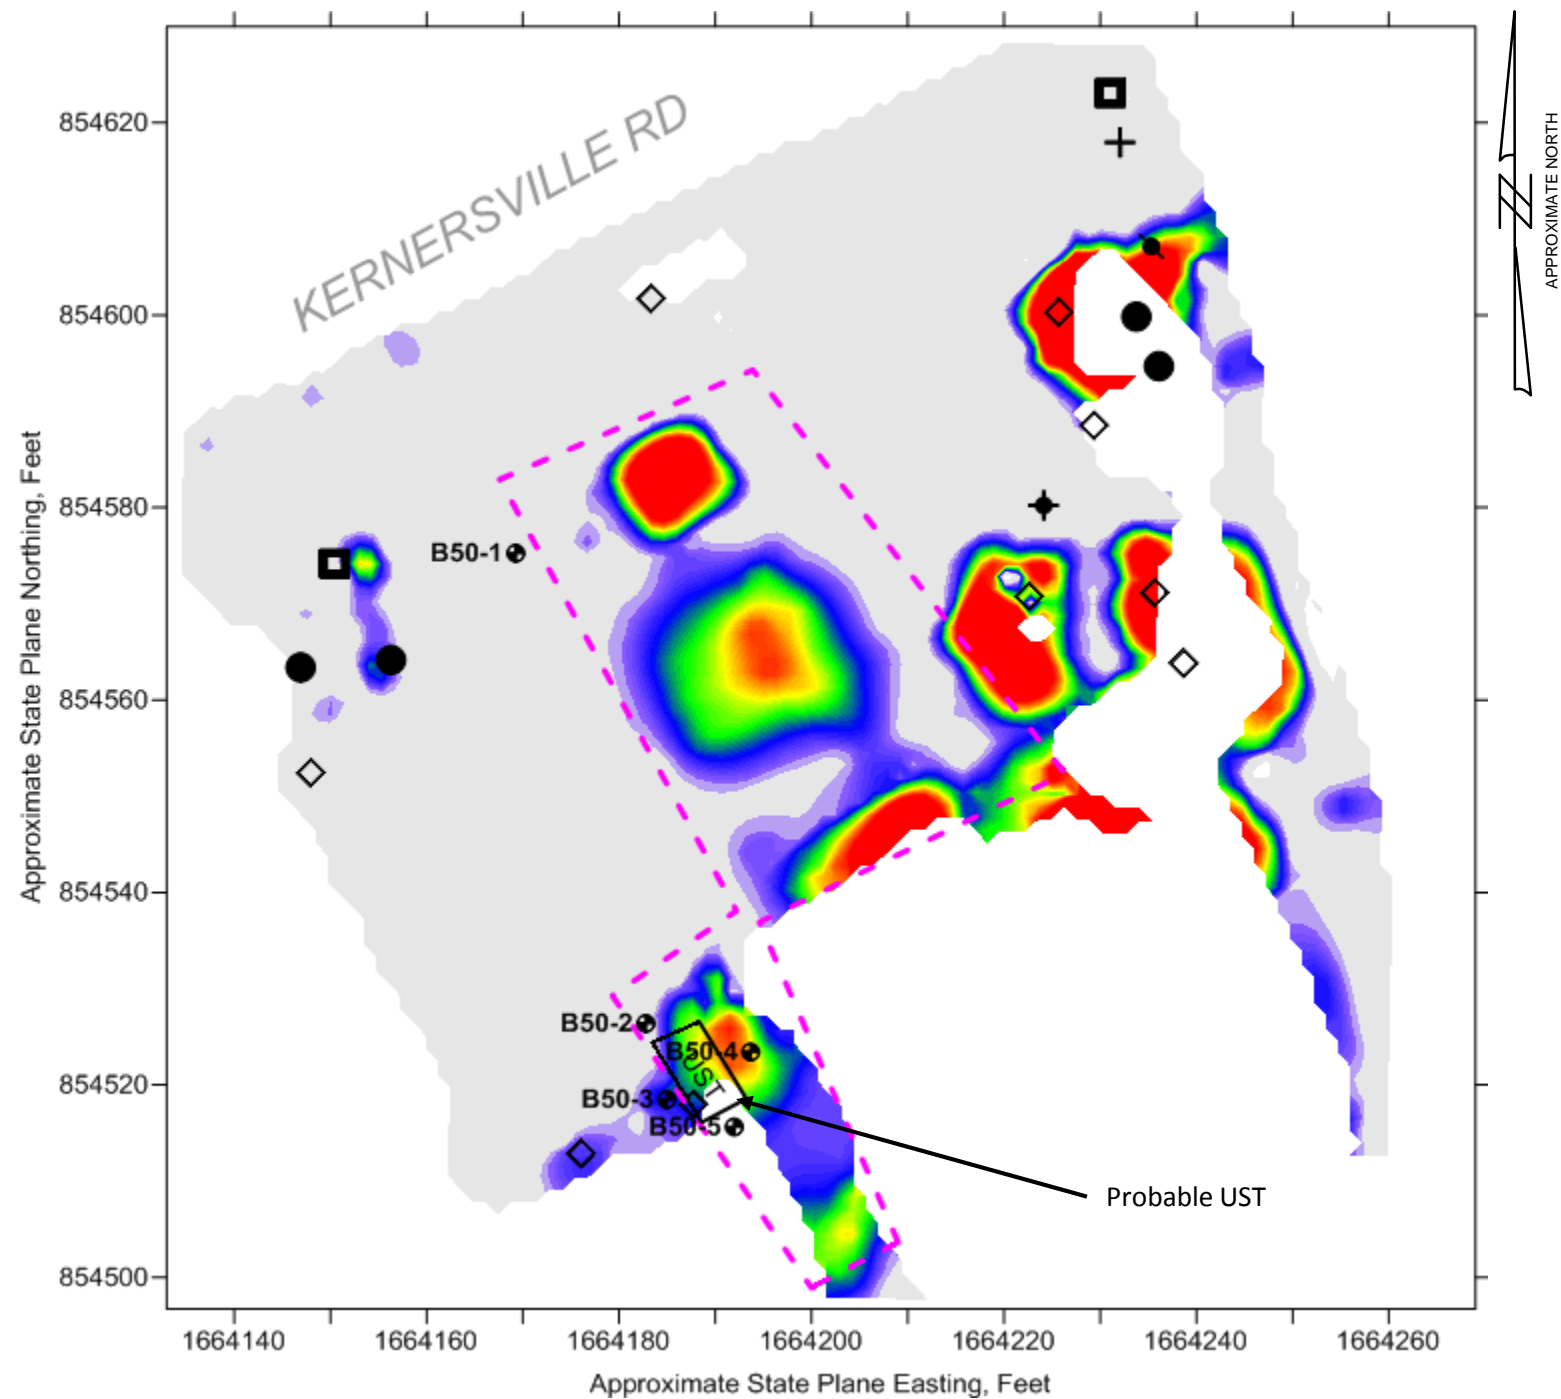 KERNERSVILLE RD
APPROXIMATE NORTH
N
Approximate State Plane Northing, Feet
854620
854600
854580
854560
854540
854520
854500
B50-1
B50-2
B50-4
UST
B50-3
B50-5
Probable UST
1664140 1664160 1664180 1664200 1664220 1664240 1664260
Approximate State Plane Easting, Feet